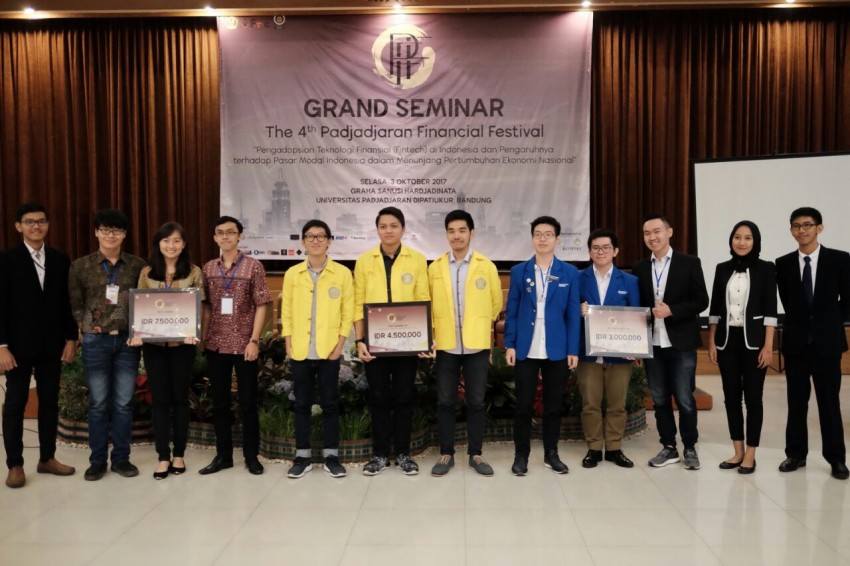 GRAND SEMINAR
The 4th Padjadjaran Financial Festival
"Pengadopsian Teknologi Finansial (Fintech) di Indonesia dan Pengaruhnya
terhadap Pasar Modal Indonesia dalam Menunjang Pertumbuhan Ekonomi Nasional"
SELASA, 3 OKTOBER 2017
GRAHA SANUSI HARDJADINATA
UNIVERSITAS PADJADJARAN DIPATIUKUR, BANDUNG
IDR 7.500.000
IDR 4.500.000
IDR 3.000.000